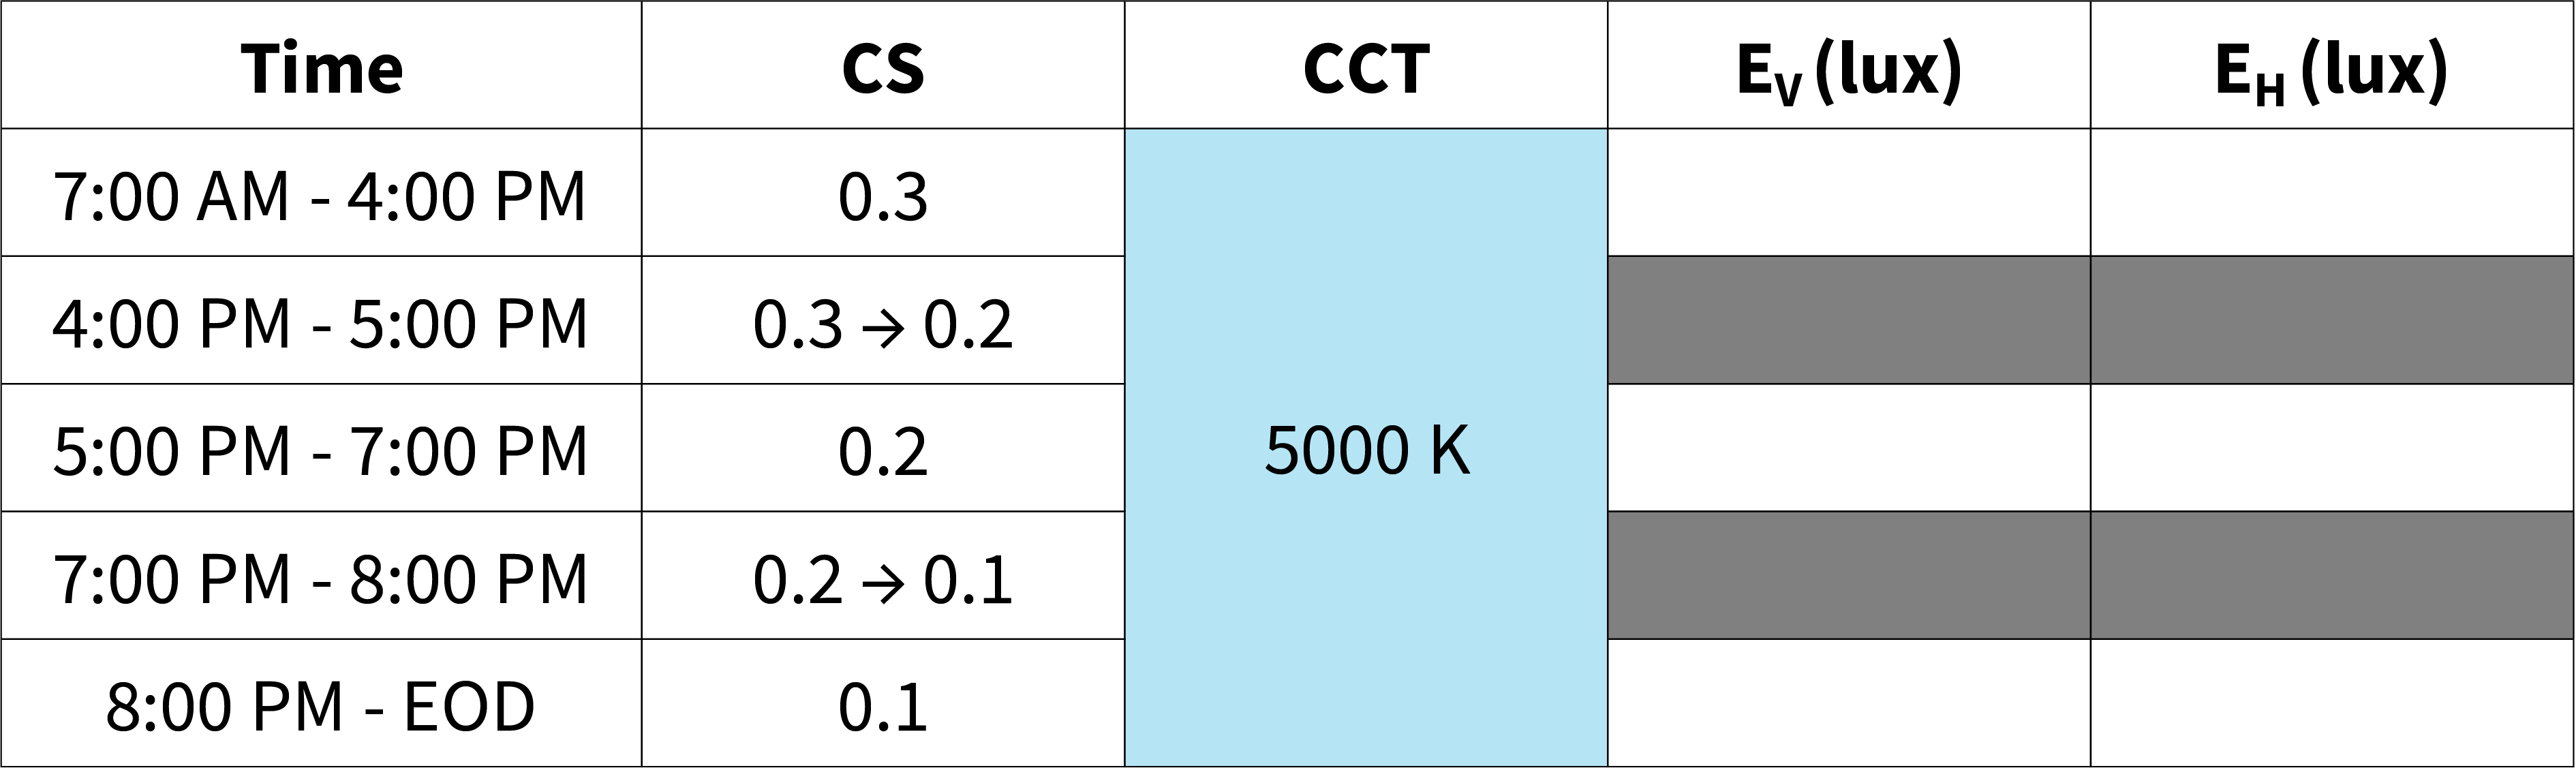 Time CS CCT EV (lux) EH (lux)
7:00 AM - 4:00 PM 0.3
4:00 PM - 5:00 PM 0.3 → 0.2
5:00 PM - 7:00 PM 0.2 5000 K
7:00 PM - 8:00 PM 0.2 → 0.1
8:00 PM - EOD 0.1